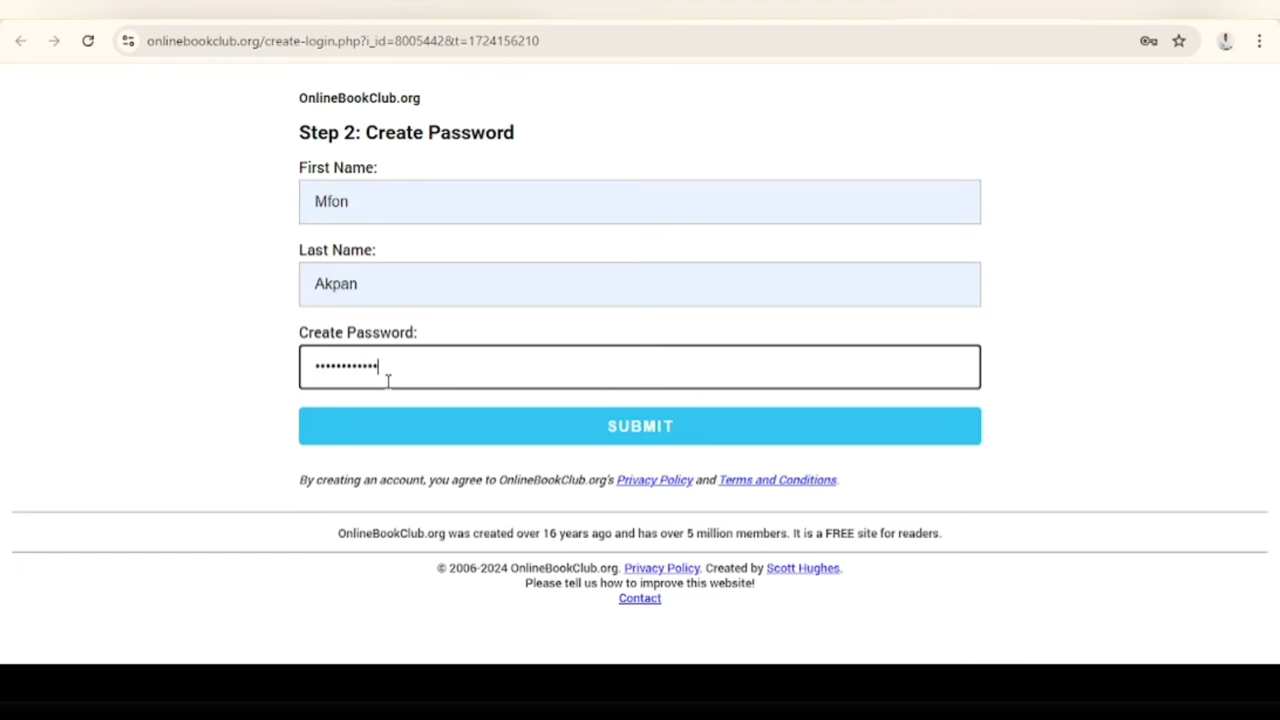 onlinebookclub.org/create-login.php?i_id=8005442&t=1724156210
OnlineBookClub.org
Step 2: Create Password
First Name:
Mfon
Last Name:
Akpan
Create Password:
••••••••••••
SUBMIT
By creating an account, you agree to OnlineBookClub.org's Privacy Policy and Terms and Conditions.
OnlineBookClub.org was created over 16 years ago and has over 5 million members. It is a FREE site for readers.
© 2006-2024 OnlineBookClub.org. Privacy Policy. Created by Scott Hughes.
Please tell us how to improve this website!
Contact